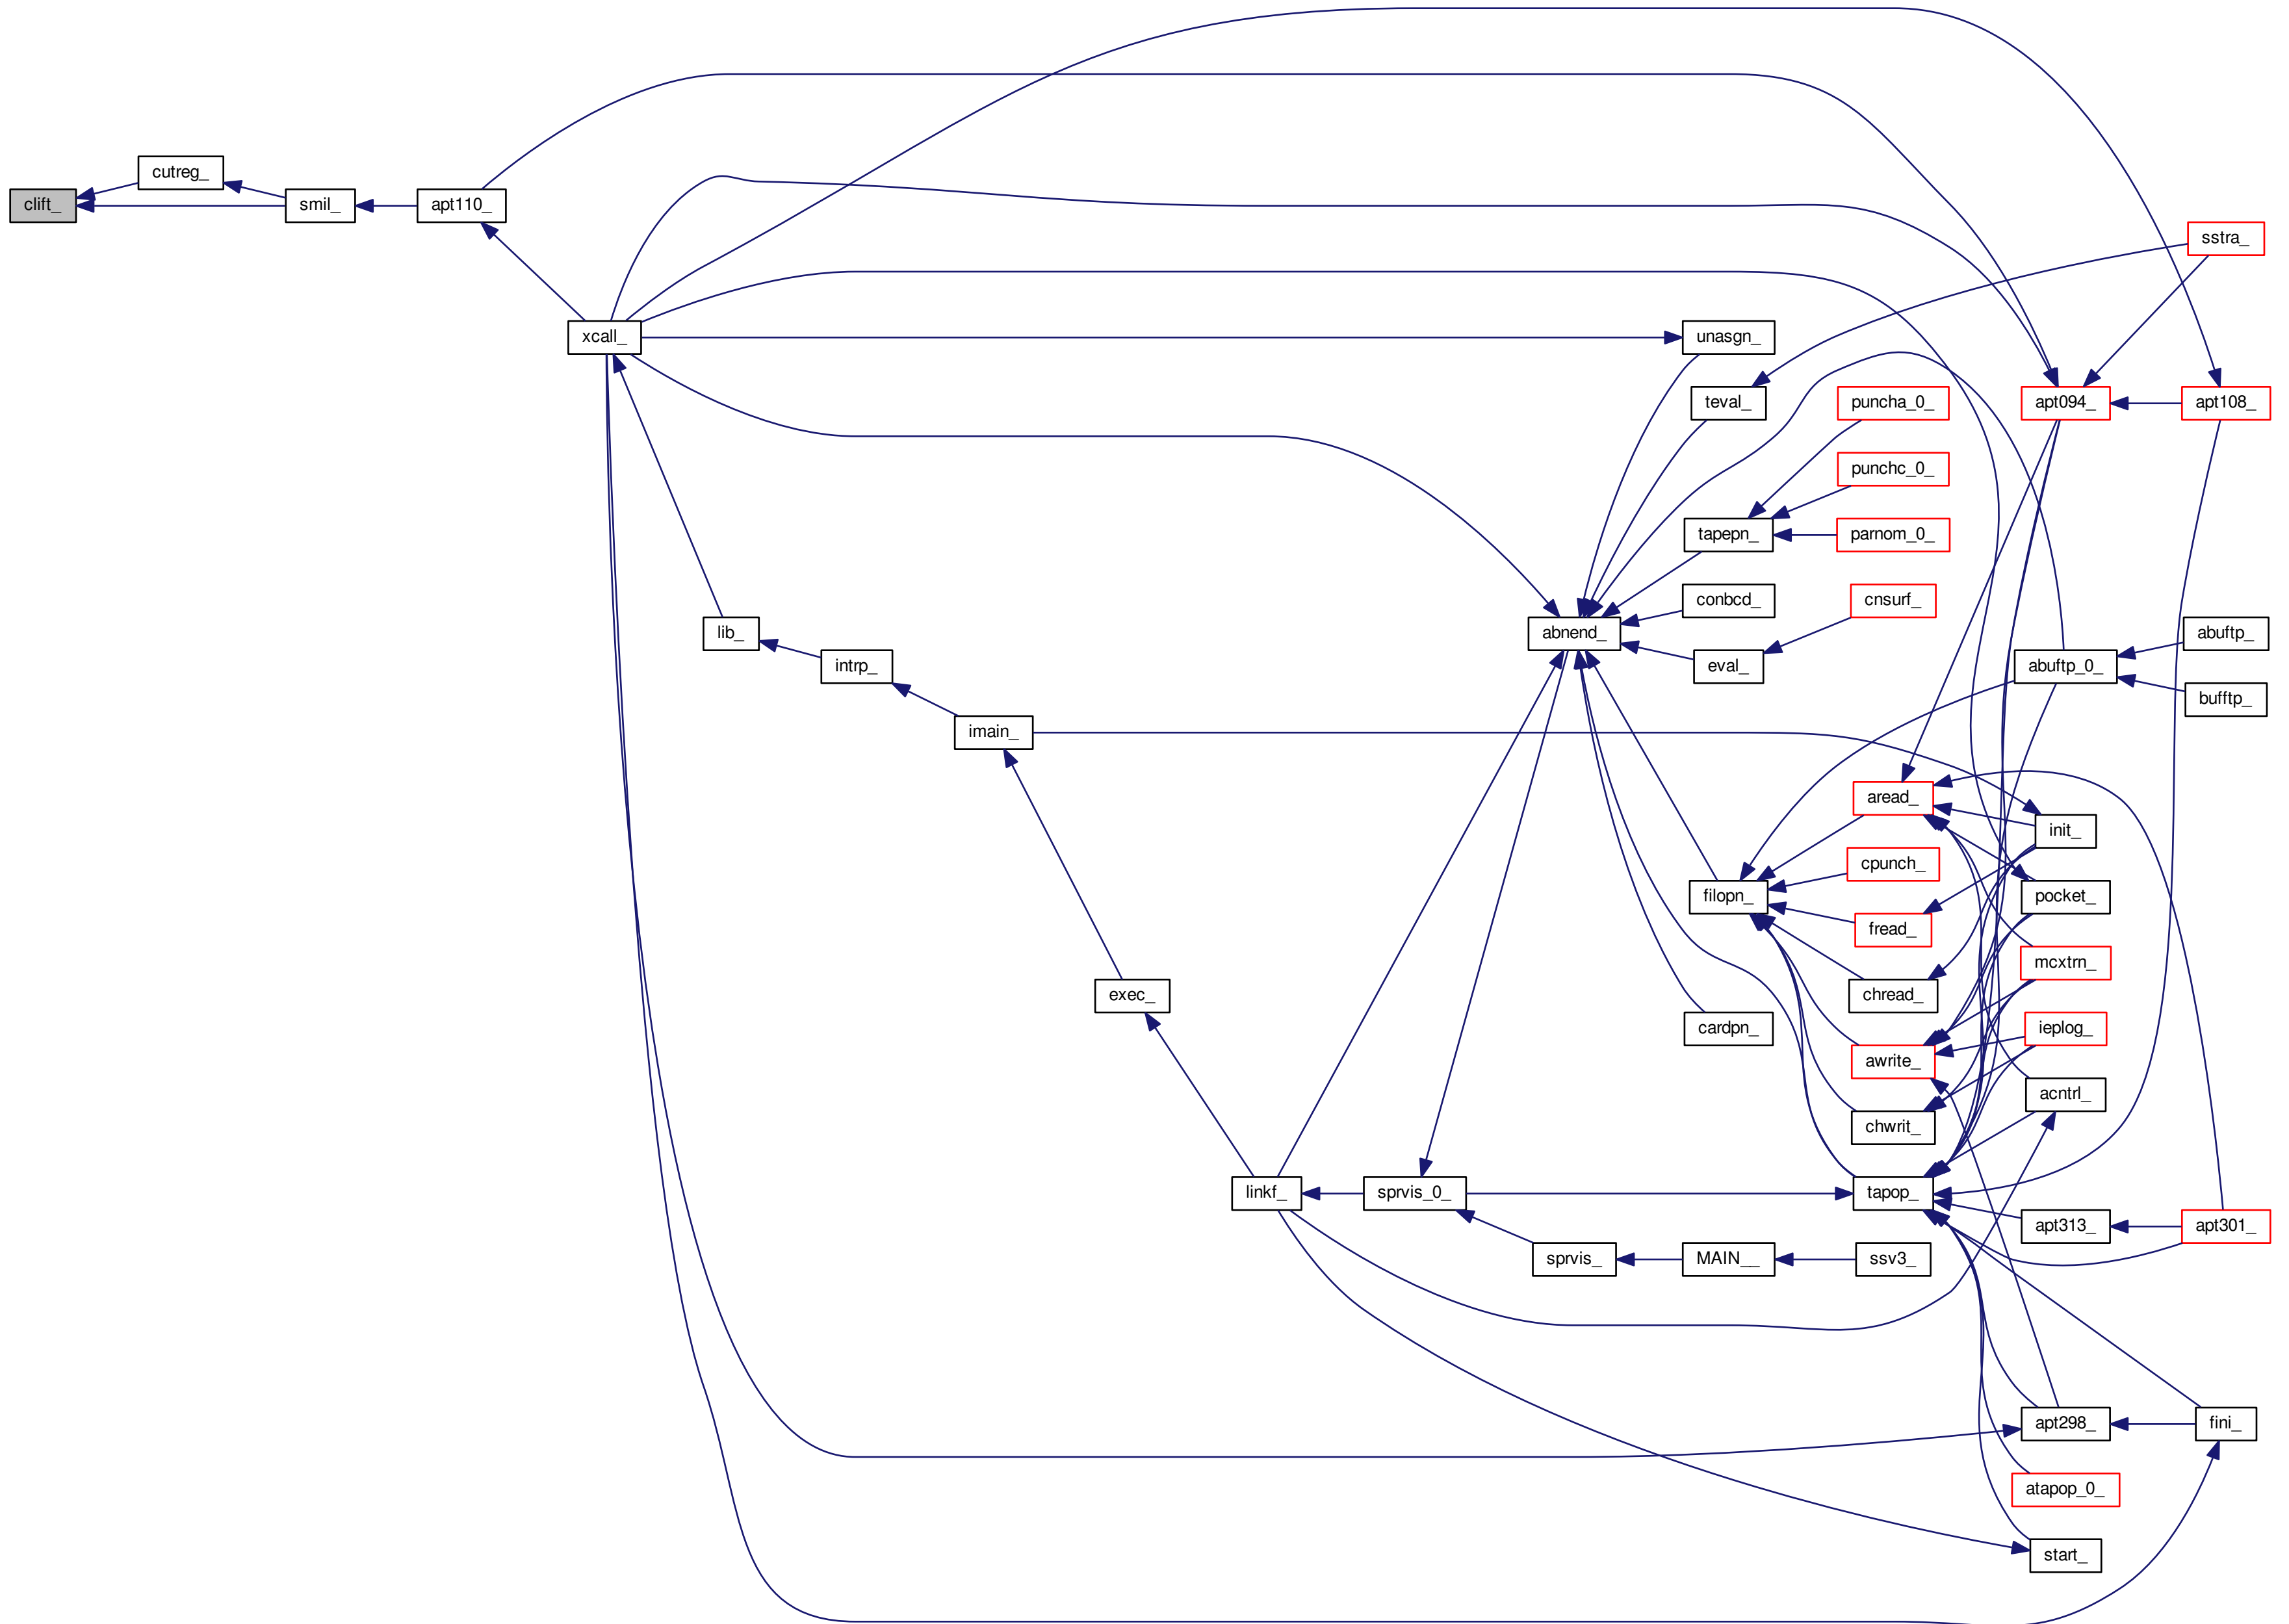 cutreg_
clift_
smil_
apt110_
sstra_
xcall_
unasgn_
teval_
puncha_0_
apt094_
apt108_
punchc_0_
tapepn_
parnom_0_
conbcd_
cnsurf_
lib_
abnend_
abuftp_
intrp_
eval_
abuftp_0_
bufftp_
imain_
aread_
init_
cpunch_
filopn_
pocket_
fread_
mcxtrn_
exec_
chread_
cardpn_
ieplog_
awrite_
acntrl_
chwrit_
linkf_
sprvis_0_
tapop_
apt313_
apt301_
sprvis_
MAIN__
ssv3_
apt298_
fini_
atapop_0_
start_